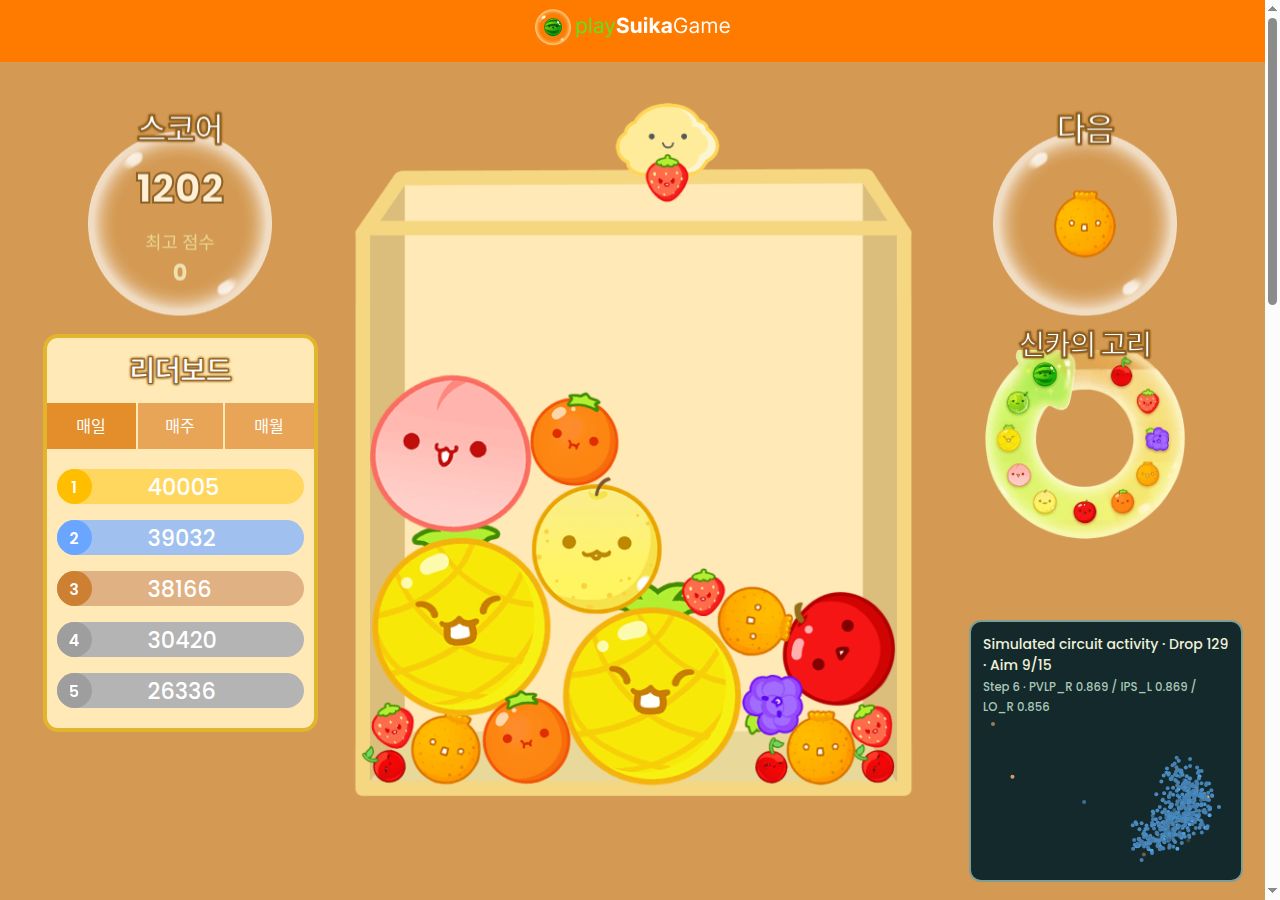 playSuikaGame
스코어
1202
최고 점수
0
리더보드
매일 매주 매월
1 40005
2 39032
3 38166
4 30420
5 26336
다음
신카의 고리
Simulated circuit activity · Drop 129
· Aim 9/15
Step 6 · PVLP_R 0.869 / IPS_L 0.869 /
LO_R 0.856